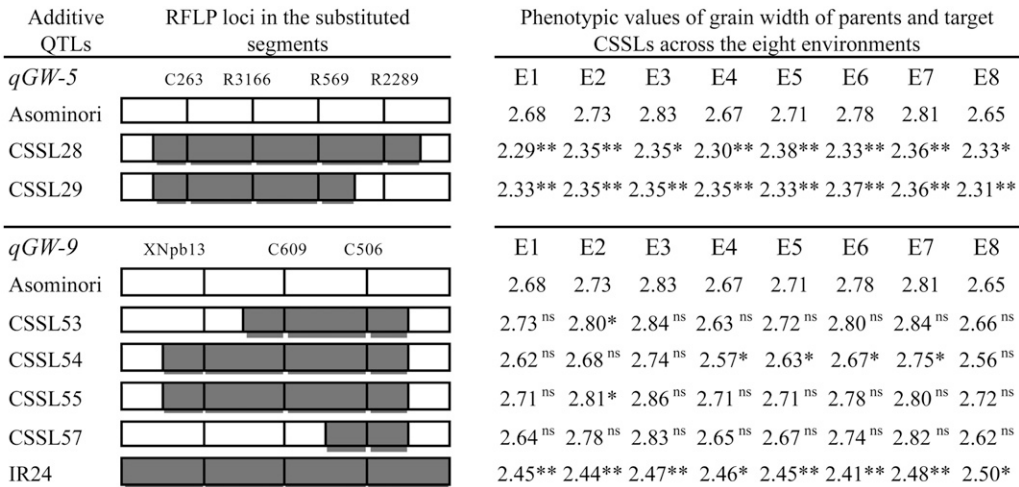 Additive QTLs RFLP loci in the substituted segments Phenotypic values of grain width of parents and target CSSLs across the eight environments
qGW-5 C263 R3166 R569 R2289 E1 E2 E3 E4 E5 E6 E7 E8
Asominori 2.68 2.73 2.83 2.67 2.71 2.78 2.81 2.65
CSSL28 2.29** 2.35** 2.35* 2.30** 2.38** 2.33** 2.36** 2.33*
CSSL29 2.33** 2.35** 2.35** 2.35** 2.33** 2.37** 2.36** 2.31**
qGW-9 XNpb13 C609 C506 E1 E2 E3 E4 E5 E6 E7 E8
Asominori 2.68 2.73 2.83 2.67 2.71 2.78 2.81 2.65
CSSL53 2.73 ns 2.80* 2.84 ns 2.63 ns 2.72 ns 2.80 ns 2.84 ns 2.66 ns
CSSL54 2.62 ns 2.68 ns 2.74 ns 2.57* 2.63* 2.67* 2.75* 2.56 ns
CSSL55 2.71 ns 2.81* 2.86 ns 2.71 ns 2.71 ns 2.78 ns 2.80 ns 2.72 ns
CSSL57 2.64 ns 2.78 ns 2.83 ns 2.65 ns 2.67 ns 2.74 ns 2.82 ns 2.62 ns
IR24 2.45** 2.44** 2.47** 2.46* 2.45** 2.41** 2.48** 2.50*